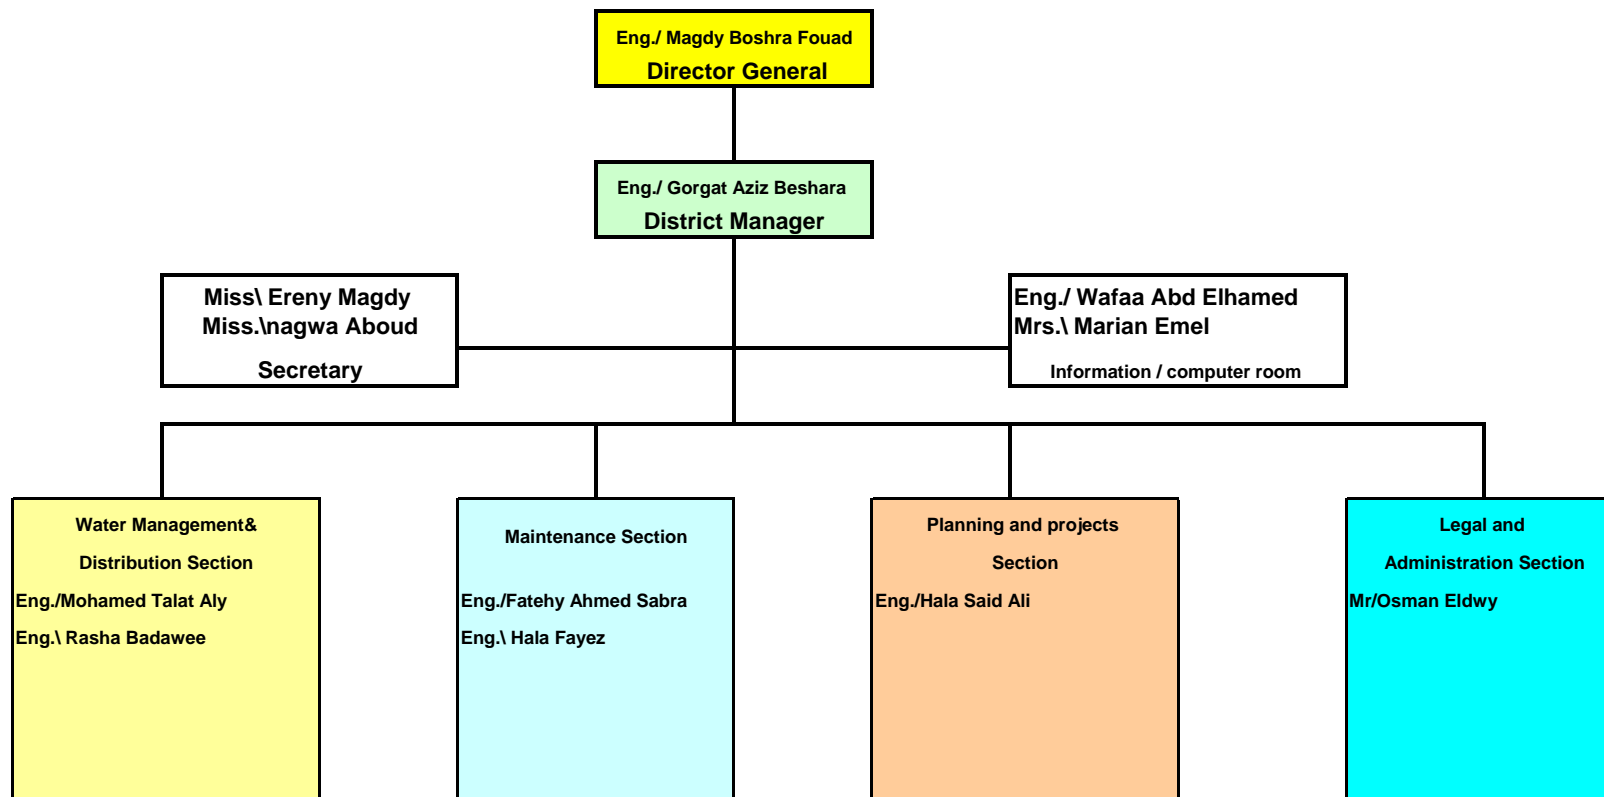 Eng./ Magdy Boshra Fouad
Director General
Eng./ Gorgat Aziz Beshara
District Manager
Miss\ Ereny Magdy
Miss.\nagwa Aboud
Secretary
Eng./ Wafaa Abd Elhamed
Mrs.\ Marian Emel
Information / computer room
Water Management&
Distribution Section
Eng./Mohamed Talat Aly
Eng.\ Rasha Badawee
Maintenance Section
Eng./Fatehy Ahmed Sabra
Eng.\ Hala Fayez
Planning and projects
Section
Eng./Hala Said Ali
Legal and
Administration Section
Mr/Osman Eldwy